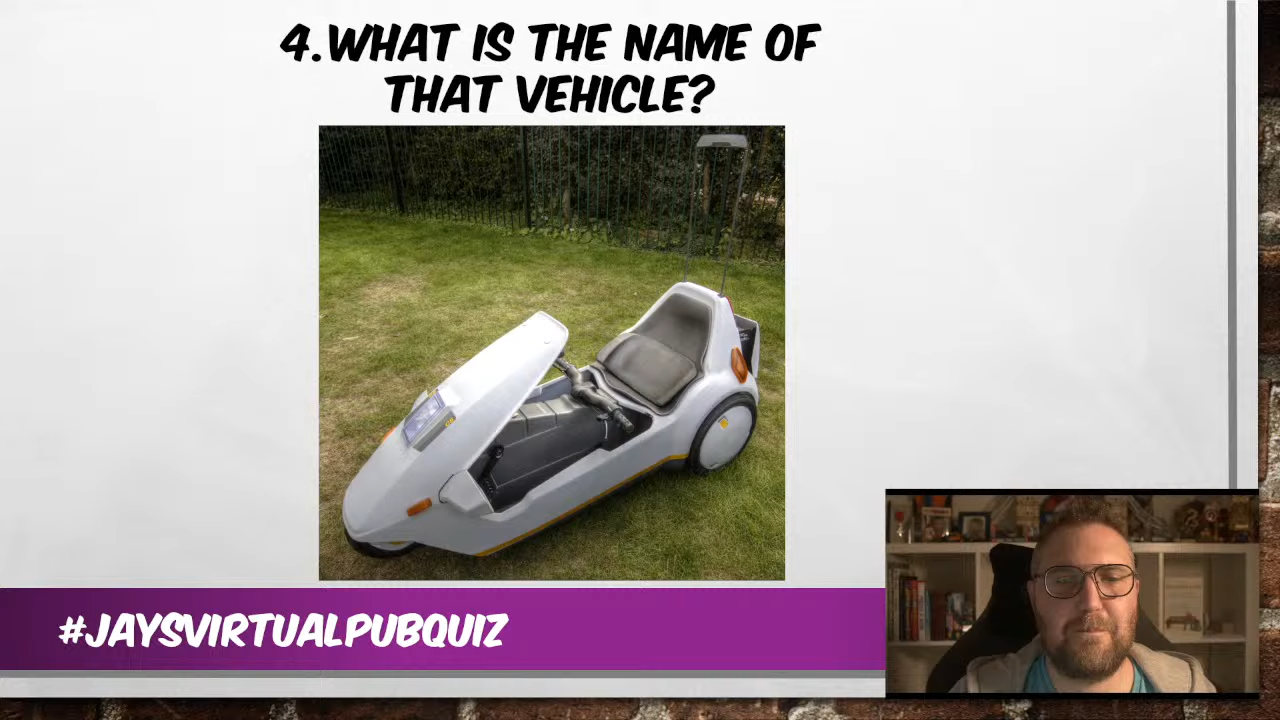 4.WHAT IS THE NAME OF
THAT VEHICLE?
#JAYSVIRTUALPUBQUIZ